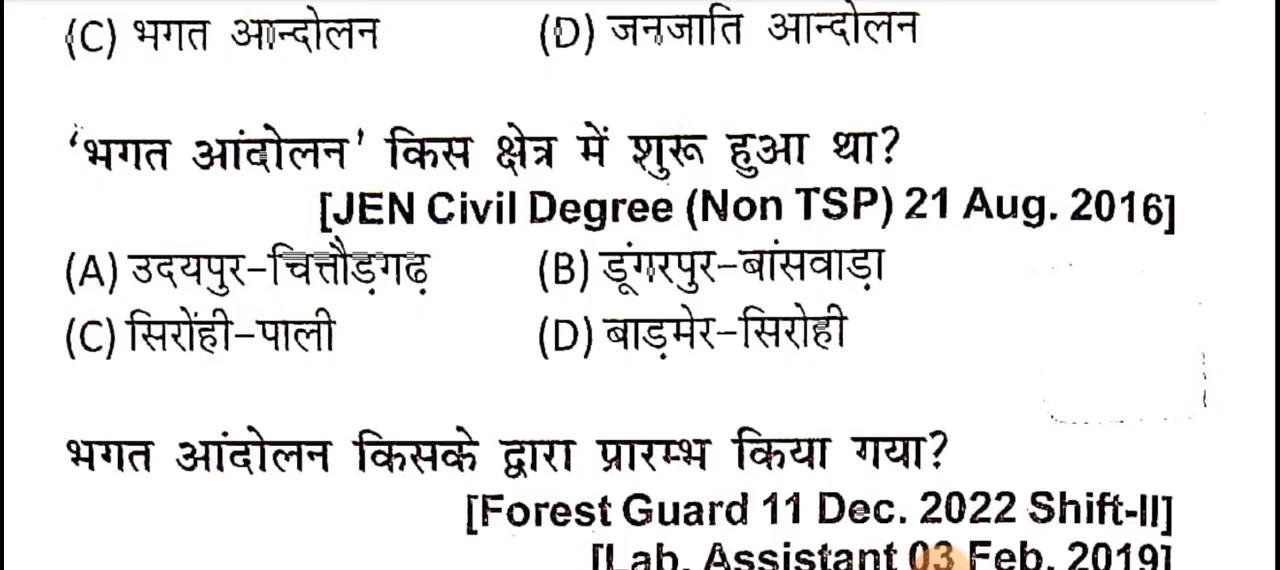 (C) भगत आन्दोलन (D) जनजाति आन्दोलन
‘भगत आंदोलन’ किस क्षेत्र में शुरू हुआ था?
[JEN Civil Degree (Non TSP) 21 Aug. 2016]
(A) उदयपुर–चित्तौड़गढ़ (B) डूंगरपुर–बांसवाड़ा
(C) सिरोंही–पाली (D) बाड़मेर–सिरोही
भगत आंदोलन किसके द्वारा प्रारम्भ किया गया?
[Forest Guard 11 Dec. 2022 Shift-II]
[Lab. Assistant 03 Feb. 2019]